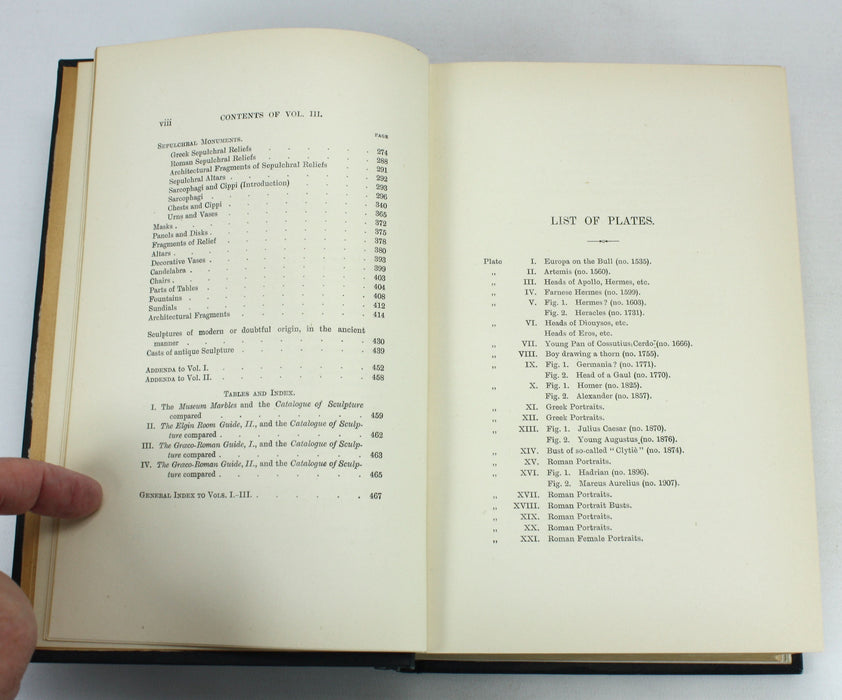 viii CONTENTS OF VOL. III.
PAGE
SEPULCHRAL MONUMENTS.
Greek Sepulchral Reliefs . . . . . 274
Roman Sepulchral Reliefs . . . . . 288
Architectural Fragments of Sepulchral Reliefs . . 291
Sepulchral Altars . . . . . . 292
Sarcophagi and Cippi (Introduction) . . . 293
Sarcophagi . . . . . . 296
Chests and Cippi . . . . . . 340
Urns and Vases . . . . . . 365
Masks . . . . . . . 372
Panels and Disks . . . . . . 375
Fragments of Relief . . . . . . 378
Altars . . . . . . . 380
Decorative Vases . . . . . . 393
Candelabra . . . . . . . 399
Chairs . . . . . . . 403
Parts of Tables . . . . . . 404
Fountains . . . . . . . 408
Sundials . . . . . . . 412
Architectural Fragments . . . . . 414
Sculptures of modern or doubtful origin, in the ancient
manner . . . . . . . 430
Casts of antique Sculpture . . . . . 439
ADDENDA to VOL. I. . . . . . 452
ADDENDA to VOL. II. . . . . . 458
TABLES AND INDEX.
I. The Museum Marbles and the Catalogue of Sculpture
compared . . . . . . 459
II. The Elgin Room Guide, II., and the Catalogue of Sculp-
ture compared . . . . . . 462
III. The Græco-Roman Guide, I., and the Catalogue of Sculp-
ture compared . . . . . . 463
IV. The Græco-Roman Guide, II., and the Catalogue of Sculp-
ture compared . . . . . . 465
GENERAL INDEX TO VOLS. I.-III. . . . . . 467
LIST OF PLATES.
Plate I. Europa on the Bull (no. 1535).
„ II. Artemis (no. 1560).
„ III. Heads of Apollo, Hermes, etc.
„ IV. Farnese Hermes (no. 1599).
„ V. Fig. 1. Hermes? (no. 1603).
Fig. 2. Heracles (no. 1731).
„ VI. Heads of Dionysos, etc.
Heads of Eros, etc.
„ VII. Young Pan of Cossutius Cerdo (no. 1666).
„ VIII. Boy drawing a thorn (no. 1755).
„ IX. Fig. 1. Germania? (no. 1771).
Fig. 2. Head of a Gaul (no. 1770).
„ X. Fig. 1. Homer (no. 1825).
Fig. 2. Alexander (no. 1857).
„ XI. Greek Portraits.
„ XII. Greek Portraits.
„ XIII. Fig. 1. Julius Caesar (no. 1870).
Fig. 2. Young Augustus (no. 1876).
„ XIV. Bust of so-called "Clytiè" (no. 1874).
„ XV. Roman Portraits.
„ XVI. Fig. 1. Hadrian (no. 1896).
Fig. 2. Marcus Aurelius (no. 1907).
„ XVII. Roman Portraits.
„ XVIII. Roman Portrait Busts.
„ XIX. Roman Portraits.
„ XX. Roman Portraits.
„ XXI. Roman Female Portraits.